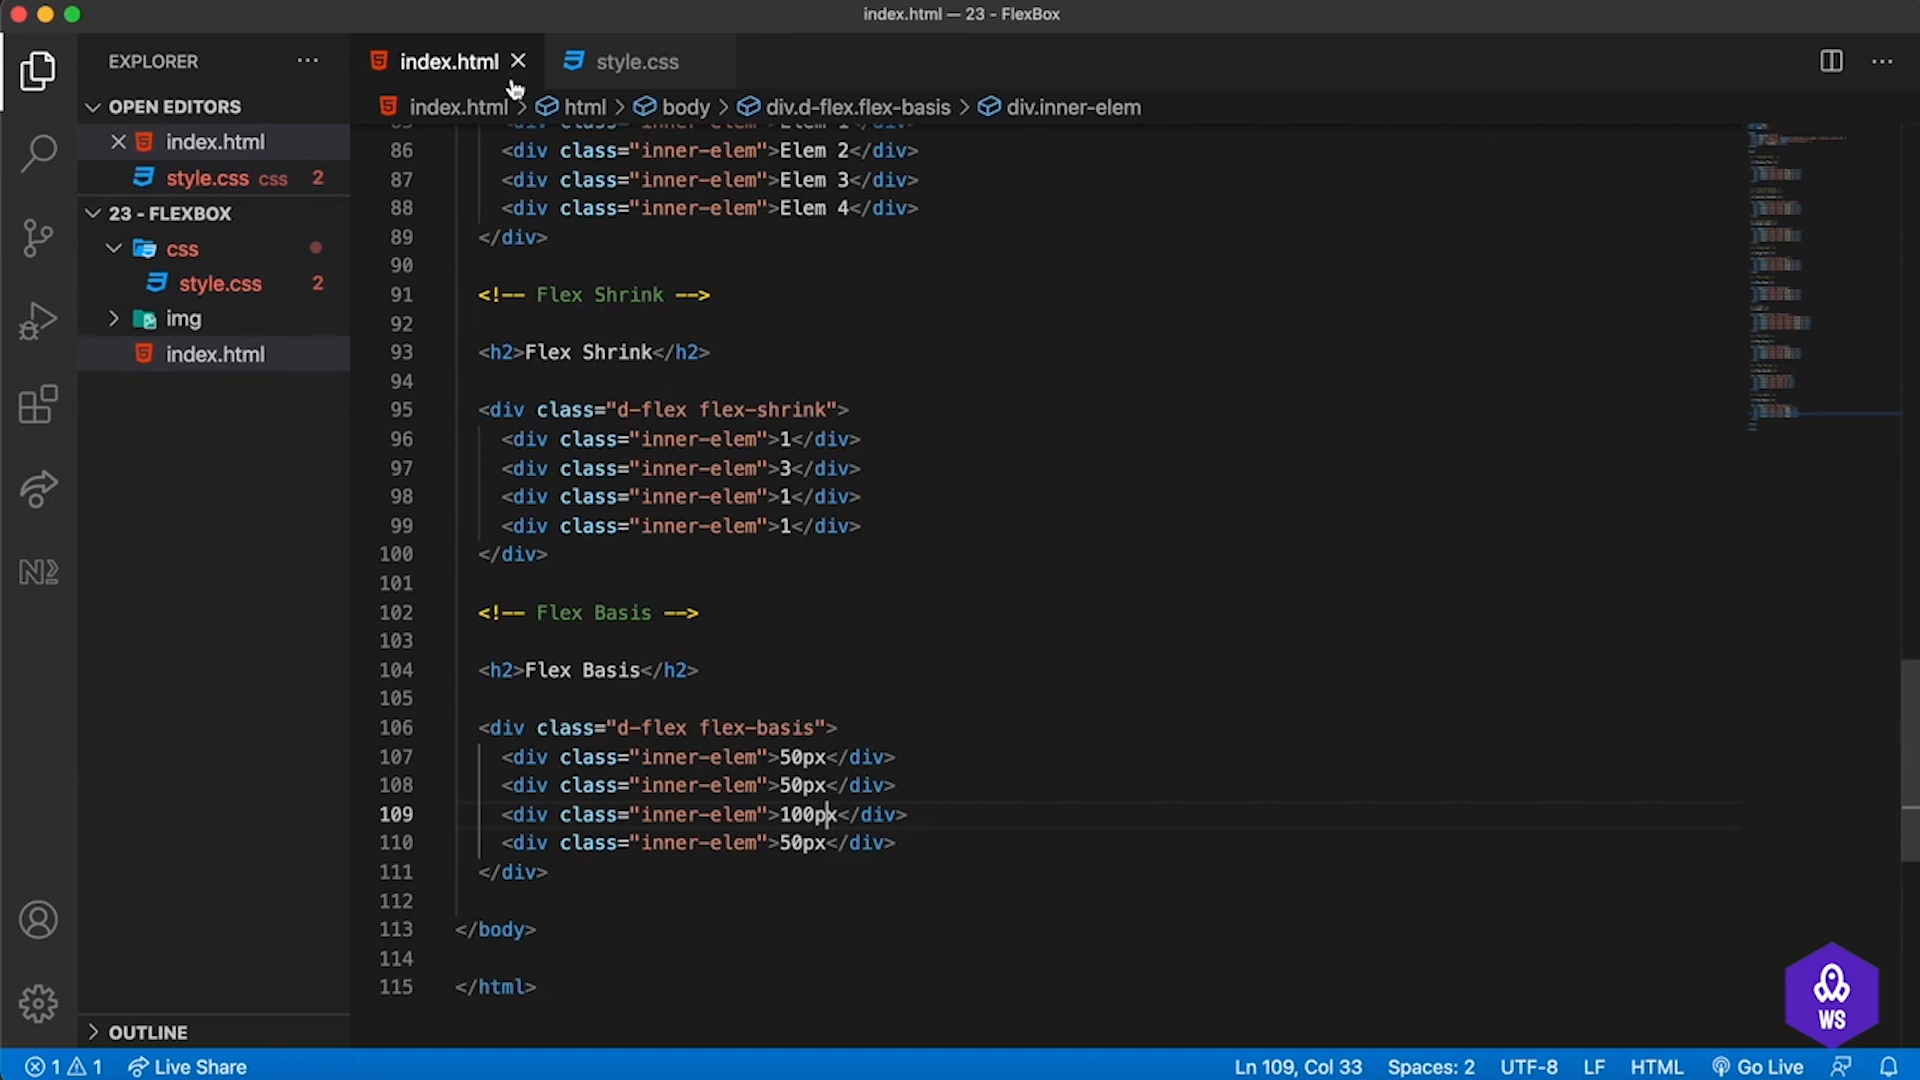 index.html — 23 - FlexBox
EXPLORER
index.html
style.css
index.html > html > body > div.d-flex.flex-basis > div.inner-elem
OPEN EDITORS
index.html
style.css css 2
23 - FLEXBOX
css
style.css 2
img
index.html
86 <div class="inner-elem">Elem 2</div>
87 <div class="inner-elem">Elem 3</div>
88 <div class="inner-elem">Elem 4</div>
89 </div>
90
91 <!-- Flex Shrink -->
92
93 <h2>Flex Shrink</h2>
94
95 <div class="d-flex flex-shrink">
96 <div class="inner-elem">1</div>
97 <div class="inner-elem">3</div>
98 <div class="inner-elem">1</div>
99 <div class="inner-elem">1</div>
100 </div>
101
102 <!-- Flex Basis -->
103
104 <h2>Flex Basis</h2>
105
106 <div class="d-flex flex-basis">
107 <div class="inner-elem">50px</div>
108 <div class="inner-elem">50px</div>
109 <div class="inner-elem">100px</div>
110 <div class="inner-elem">50px</div>
111 </div>
112
113 </body>
114
115 </html>
OUTLINE
WS
1 1 Live Share
Ln 109, Col 33 Spaces: 2 UTF-8 LF HTML Go Live